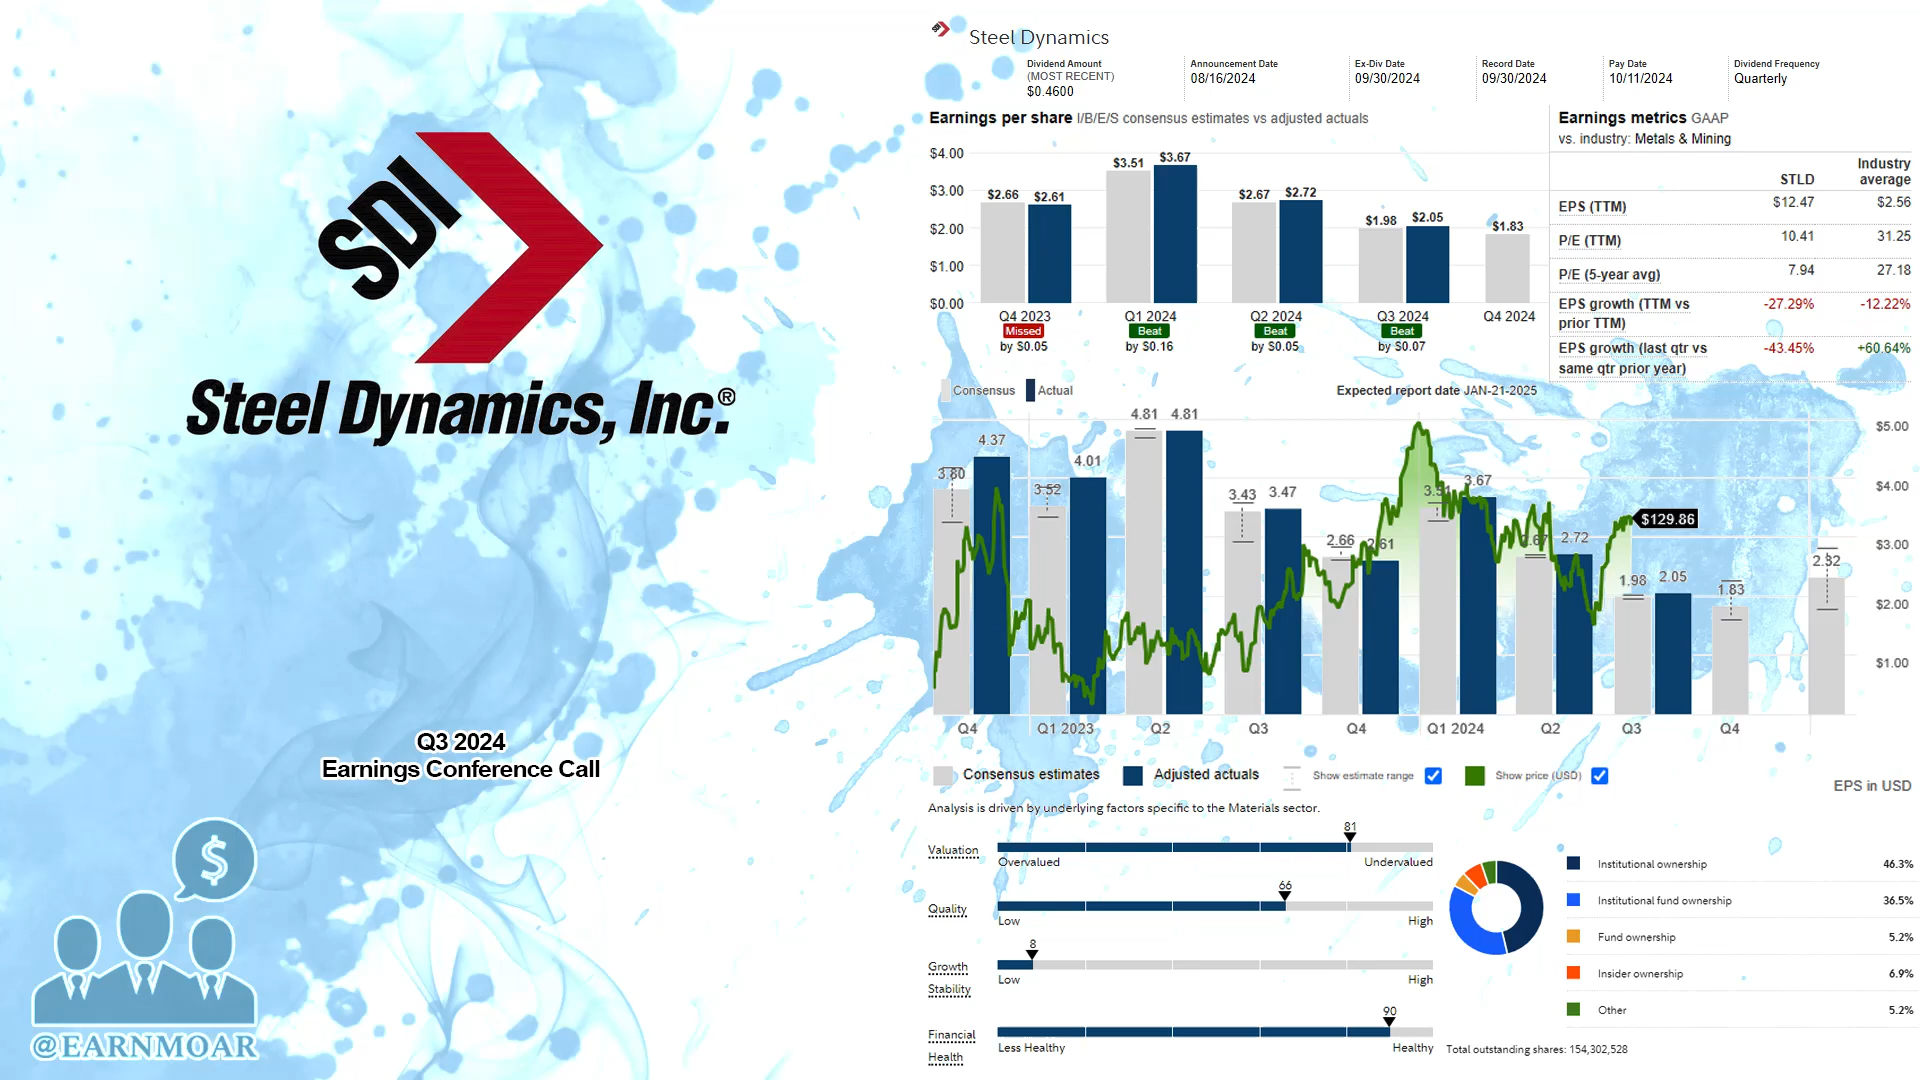 SDI
Steel Dynamics, Inc.®
Q3 2024
Earnings Conference Call
$
@EARNMOAR
SDI
Steel Dynamics
Dividend Amount
(MOST RECENT)
$0.4600
Announcement Date
08/16/2024
Ex-Div Date
09/30/2024
Record Date
09/30/2024
Pay Date
10/11/2024
Dividend Frequency
Quarterly
Earnings per share I/B/E/S consensus estimates vs adjusted actuals
$4.00
$3.00
$2.00
$1.00
$0.00
$2.66 $2.61
$3.51 $3.67
$2.67 $2.72
$1.98 $2.05
$1.83
Q4 2023
Missed
by $0.05
Q1 2024
Beat
by $0.16
Q2 2024
Beat
by $0.05
Q3 2024
Beat
by $0.07
Q4 2024
Consensus Actual
Expected report date JAN-21-2025
Earnings metrics GAAP
vs. industry: Metals & Mining
STLD Industry average
EPS (TTM) $12.47 $2.56
P/E (TTM) 10.41 31.25
P/E (5-year avg) 7.94 27.18
EPS growth (TTM vs prior TTM) -27.29% -12.22%
EPS growth (last qtr vs same qtr prior year) -43.45% +60.64%
3.80 4.37
3.52 4.01
4.81 4.81
3.43 3.47
2.66 2.61
3.51 3.67
2.67 2.72
1.98 2.05
1.83
2.32
$129.86
$5.00
$4.00
$3.00
$2.00
$1.00
Q4 Q1 2023 Q2 Q3 Q4 Q1 2024 Q2 Q3 Q4
Consensus estimates Adjusted actuals Show estimate range Show price (USD)
EPS in USD
Analysis is driven by underlying factors specific to the Materials sector.
Valuation
81
Overvalued Undervalued
Quality
66
Low High
Growth
Stability
8
Low High
Financial
Health
90
Less Healthy Healthy
Institutional ownership 46.3%
Institutional fund ownership 36.5%
Fund ownership 5.2%
Insider ownership 6.9%
Other 5.2%
Total outstanding shares: 154,302,528